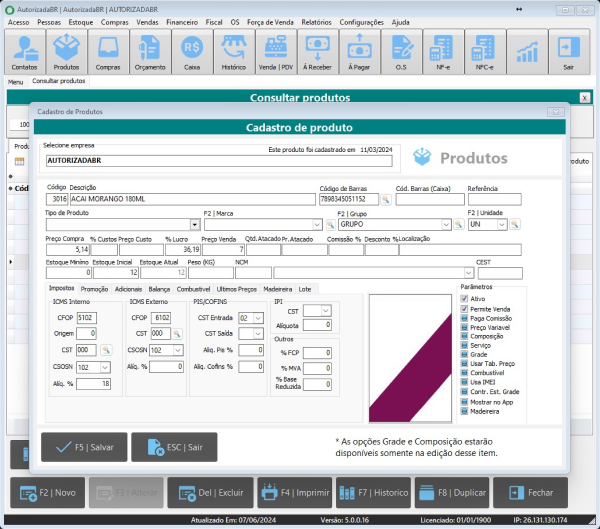 AutorizadaBR | AutorizadaBR | AUTORIZADABR
Acesso Pessoas Estoque Compras Vendas Financeiro Fiscal OS Força de Venda Relatórios Configurações Ajuda
Contatos Produtos Compras Orçamento Caixa Histórico Venda | PDV Á Receber Á Pagar O.S NF-e NFC-e Sair
Menu Consultar produtos
Consultar produtos
Cadastro de Produtos
Cadastro de produto
Selecione empresa
Este produto foi cadastrado em 11/03/2024
AUTORIZADABR
Produtos
Código Descrição Código de Barras Cód. Barras (Caixa) Referência
3016 ACAI MORANGO 180ML 7898345051152
Tipo de Produto F2 | Marca F2 | Grupo F2 | Unidade
GRUPO UN
Preço Compra % Custos Preço Custo % Lucro Preço Venda Qtd.Atacado Pr.Atacado Comissão % Desconto % Localização
5,14 36,19 7
Estoque Mínino Estoque Inicial Estoque Atual Peso (KG) NCM CEST
0 12 12
Impostos Promoção Adicionais Balança Combustivel Ultimos Preços Madeireira Lote
ICMS Interno ICMS Externo PIS/COFINS IPI
CFOP 5102 CFOP 6102 CST Entrada 02 CST
Origem 0 CST 000 CST Saída Alíquota 0
CST 000 CSOSN 102 Aliq. Pis % 0 Outros
CSOSN 102 Aliq. % 0 Aliq. Cofins % 0 % FCP 0
Aliq. % 18 % MVA 0
% Base Reduzida 0
Parâmetros
Ativo
Permite Venda
Paga Comissão
Preço Variavel
Composição
Serviço
Grade
Usar Tab. Preço
Combustível
Usa IMEI
Contr. Est. Grade
Mostrar no App
Madeireira
F5 | Salvar ESC | Sair
* As opções Grade e Composição estarão
disponíveis somente na edição desse item.
F2 | Novo F3 | Alterar Del | Excluir F4 | Imprimir F7 | Historico F8 | Duplicar Fechar
Atualizado Em: 07/06/2024 Versão: 5.0.0.16 Licenciado: 01/01/1900 IP: 26.131.130.174